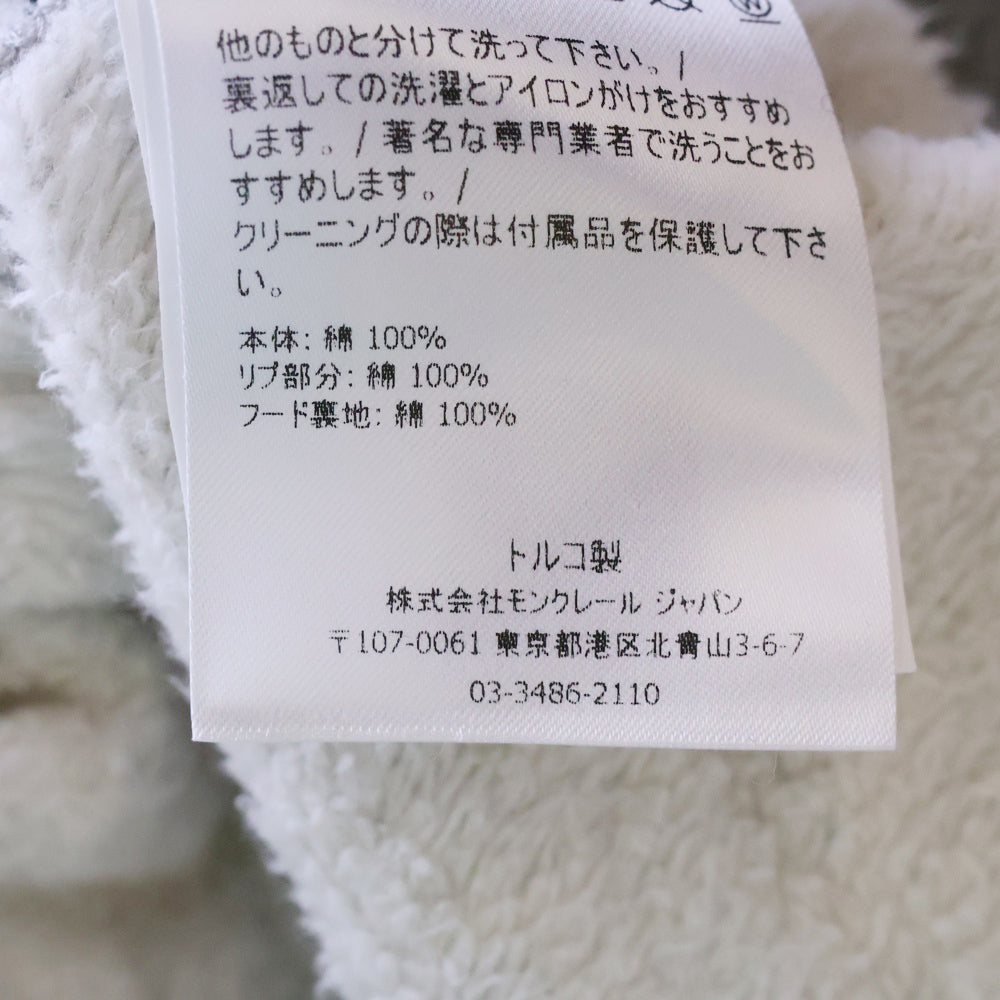 他のものと分けて洗って下さい。/
裏返しての洗濯とアイロンがけをおすすめ
します。/ 著名な専門業者で洗うことをお
すすめします。/
クリーニングの際は付属品を保護して下さ
い。
本体: 綿 100%
リブ部分: 綿 100%
フード裏地: 綿 100%
トルコ製
株式会社モンクレール ジャパン
〒107-0061 東京都港区北青山3-6-7
03-3486-2110